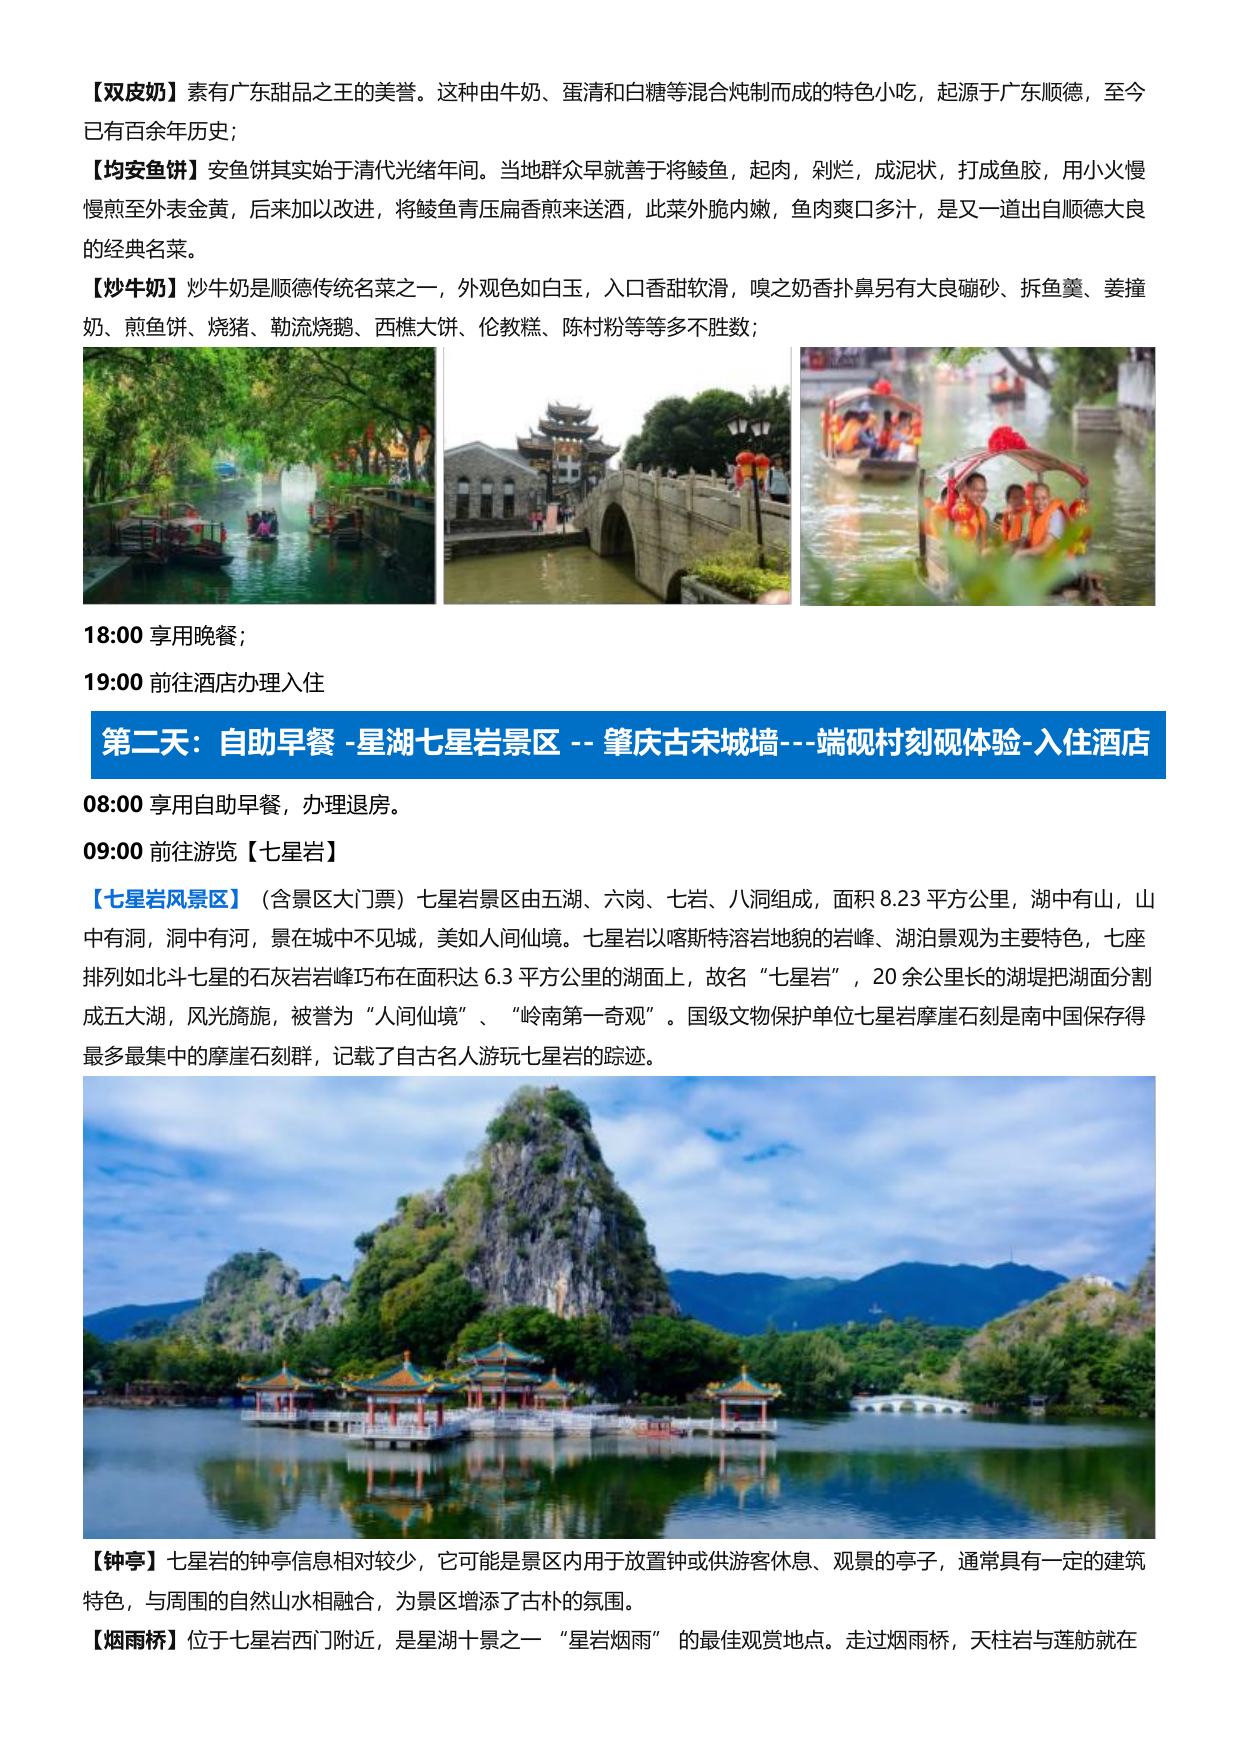 【双皮奶】素有广东甜品之王的美誉。这种由牛奶、蛋清和白糖等混合炖制而成的特色小吃，起源于广东顺德，至今
已有百余年历史；
【均安鱼饼】安鱼饼其实始于清代光绪年间。当地群众早就善于将鲮鱼，起肉，剁烂，成泥状，打成鱼胶，用小火慢
慢煎至外表金黄，后来加以改进，将鲮鱼青压扁香煎来送酒，此菜外脆内嫩，鱼肉爽口多汁，是又一道出自顺德大良
的经典名菜。
【炒牛奶】炒牛奶是顺德传统名菜之一，外观色如白玉，入口香甜软滑，嗅之奶香扑鼻另有大良磞砂、拆鱼羹、姜撞
奶、煎鱼饼、烧猪、勒流烧鹅、西樵大饼、伦教糕、陈村粉等等多不胜数；
18:00 享用晚餐；
19:00 前往酒店办理入住
第二天：自助早餐 -星湖七星岩景区 -- 肇庆古宋城墙---端砚村刻砚体验-入住酒店
08:00 享用自助早餐，办理退房。
09:00 前往游览【七星岩】
【七星岩风景区】（含景区大门票）七星岩景区由五湖、六岗、七岩、八洞组成，面积 8.23 平方公里，湖中有山，山
中有洞，洞中有河，景在城中不见城，美如人间仙境。七星岩以喀斯特溶岩地貌的岩峰、湖泊景观为主要特色，七座
排列如北斗七星的石灰岩岩峰巧布在面积达 6.3 平方公里的湖面上，故名“七星岩”，20 余公里长的湖堤把湖面分割
成五大湖，风光旖旎，被誉为“人间仙境”、“岭南第一奇观”。国级文物保护单位七星岩摩崖石刻是南中国保存得
最多最集中的摩崖石刻群，记载了自古名人游玩七星岩的踪迹。
【钟亭】七星岩的钟亭信息相对较少，它可能是景区内用于放置钟或供游客休息、观景的亭子，通常具有一定的建筑
特色，与周围的自然山水相融合，为景区增添了古朴的氛围。
【烟雨桥】位于七星岩西门附近，是星湖十景之一 “星岩烟雨” 的最佳观赏地点。走过烟雨桥，天柱岩与莲舫就在